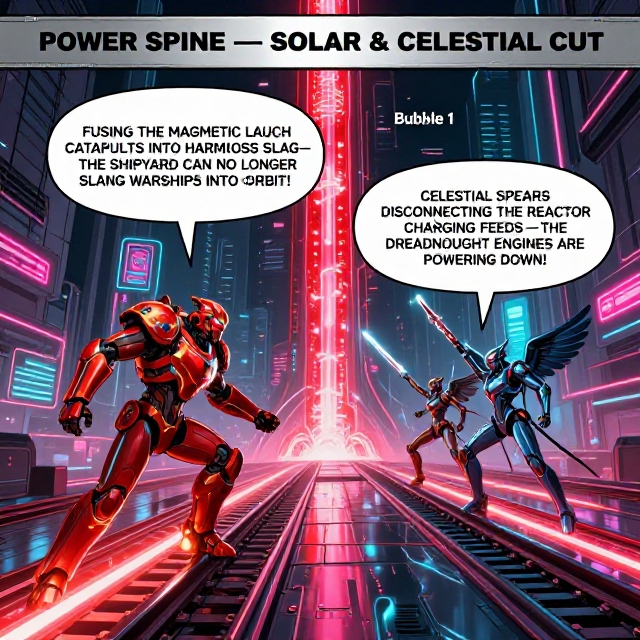 POWER SPINE — SOLAR & CELESTIAL CUT
FUSING THE MAGMETIC LAUCH
CATAPULTS INTO HARMIOSS SLAG—
THE SHIPYARD CAN NO LONGER
SLANG WARSHIPS INTO ORBIT!
Bubble 1
CELESTIAL SPEARS
DISCONNECTING THE REACTOR
CHARGING FEEDS — THE
DREADNOUGHT ENGINES ARE
POWERING DOWN!